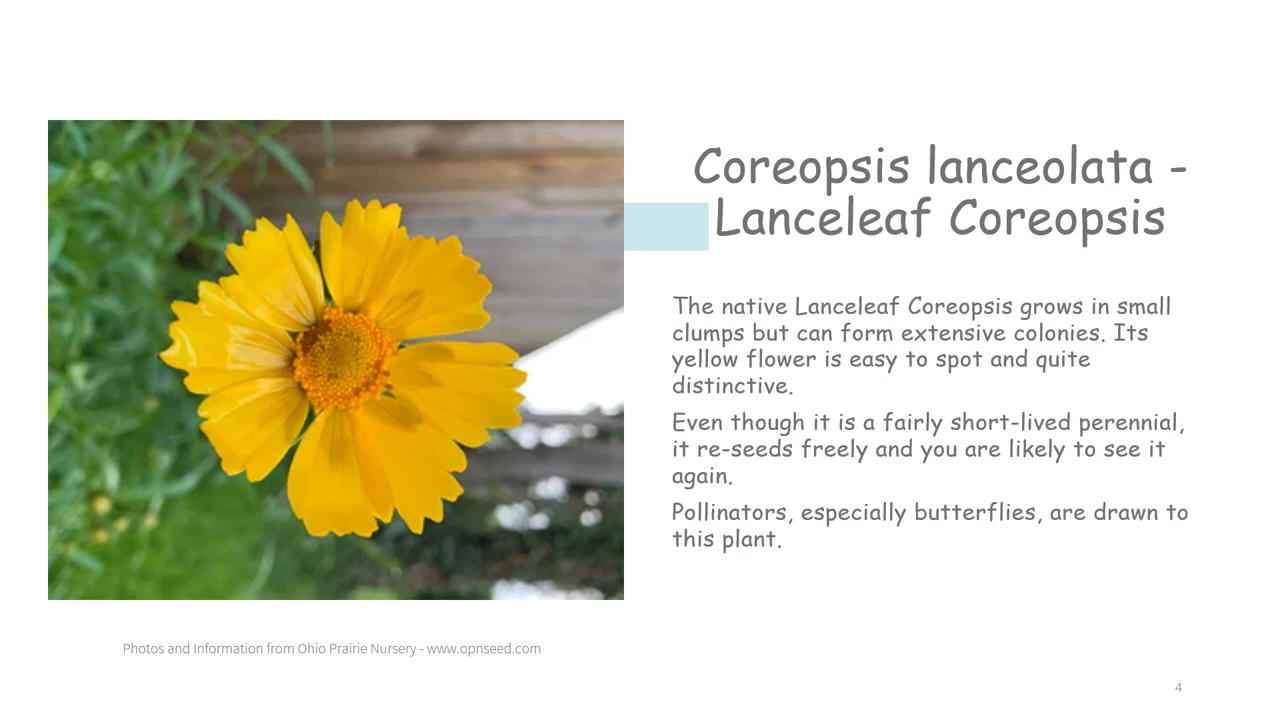 Coreopsis lanceolata -
Lanceleaf Coreopsis
The native Lanceleaf Coreopsis grows in small
clumps but can form extensive colonies. Its
yellow flower is easy to spot and quite
distinctive.
Even though it is a fairly short-lived perennial,
it re-seeds freely and you are likely to see it
again.
Pollinators, especially butterflies, are drawn to
this plant.
Photos and Information from Ohio Prairie Nursery - www.opnseed.com
4